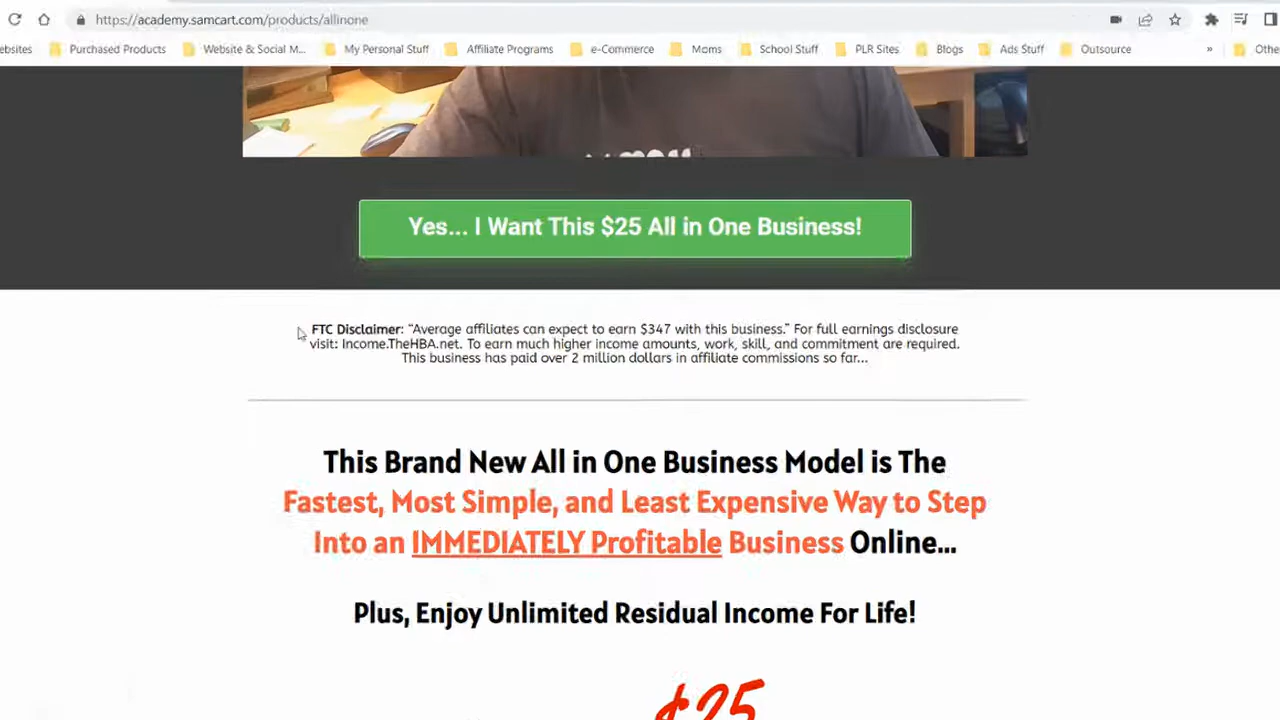 https://academy.samcart.com/products/allinone
ebsites Purchased Products Website & Social M... My Personal Stuff Affiliate Programs e-Commerce Moms School Stuff PLR Sites Blogs Ads Stuff Outsource » Othe
Yes... I Want This $25 All in One Business!
FTC Disclaimer: “Average affiliates can expect to earn $347 with this business.” For full earnings disclosure
visit: Income.TheHBA.net. To earn much higher income amounts, work, skill, and commitment are required.
This business has paid over 2 million dollars in affiliate commissions so far...
This Brand New All in One Business Model is The
Fastest, Most Simple, and Least Expensive Way to Step
Into an IMMEDIATELY Profitable Business Online...
Plus, Enjoy Unlimited Residual Income For Life!
$25